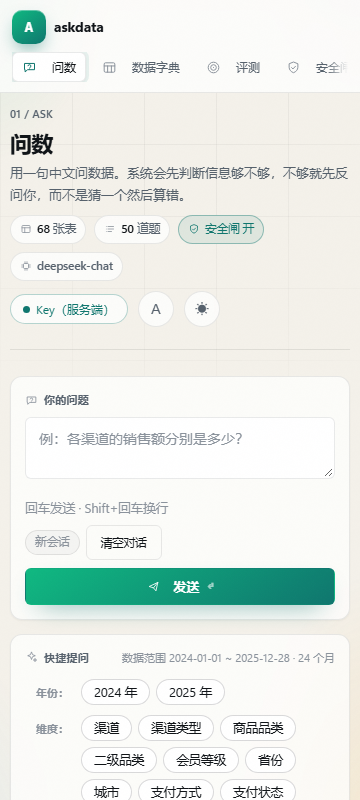 A askdata
问数 数据字典 评测 安全闸
01 / ASK
问数
用一句中文问数据。系统会先判断信息够不够，不够就先反
问你，而不是猜一个然后算错。
68 张表 50 道题 安全闸 开
deepseek-chat
Key（服务端） A
你的问题
例：各渠道的销售额分别是多少？
回车发送 · Shift+回车换行
新会话 清空对话
发送
快捷提问 数据范围 2024-01-01 ~ 2025-12-28 · 24 个月
年份： 2024 年 2025 年
维度： 渠道 渠道类型 商品品类
二级品类 会员等级 省份
城市 支付方式 支付状态